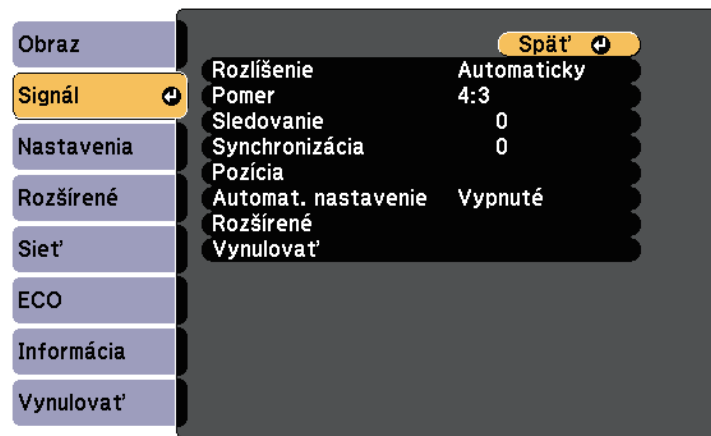 Obraz
Signál
Nastavenia
Rozšírené
Sieť
ECO
Informácia
Vynulovať
Späť
Rozlíšenie Automaticky
Pomer 4:3
Sledovanie 0
Synchronizácia 0
Pozícia
Automat. nastavenie Vypnuté
Rozšírené
Vynulovať